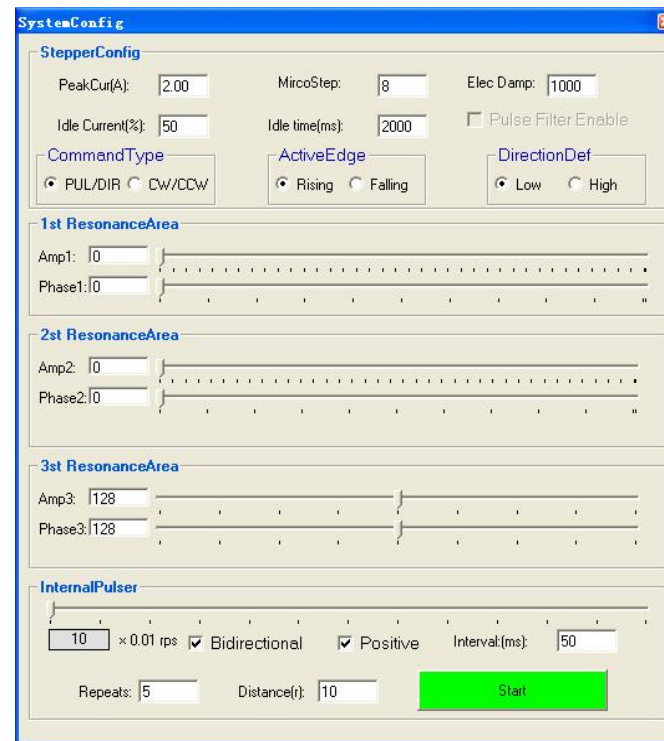 SystemConfig
StepperConfig
PeakCur(A): 2.00 MircoStep: 8 Elec Damp: 1000
Idle Current(%): 50 Idle time(ms): 2000 Pulse Filter Enable
CommandType ActiveEdge DirectionDef
PUL/DIR CW/CCW Rising Falling Low High
1st ResonanceArea
Amp1: 0
Phase1: 0
2st ResonanceArea
Amp2: 0
Phase2: 0
3st ResonanceArea
Amp3: 128
Phase3: 128
InternalPulser
10 × 0.01 rps Bidirectional Positive Interval:(ms): 50
Repeats: 5 Distance(r): 10 Start